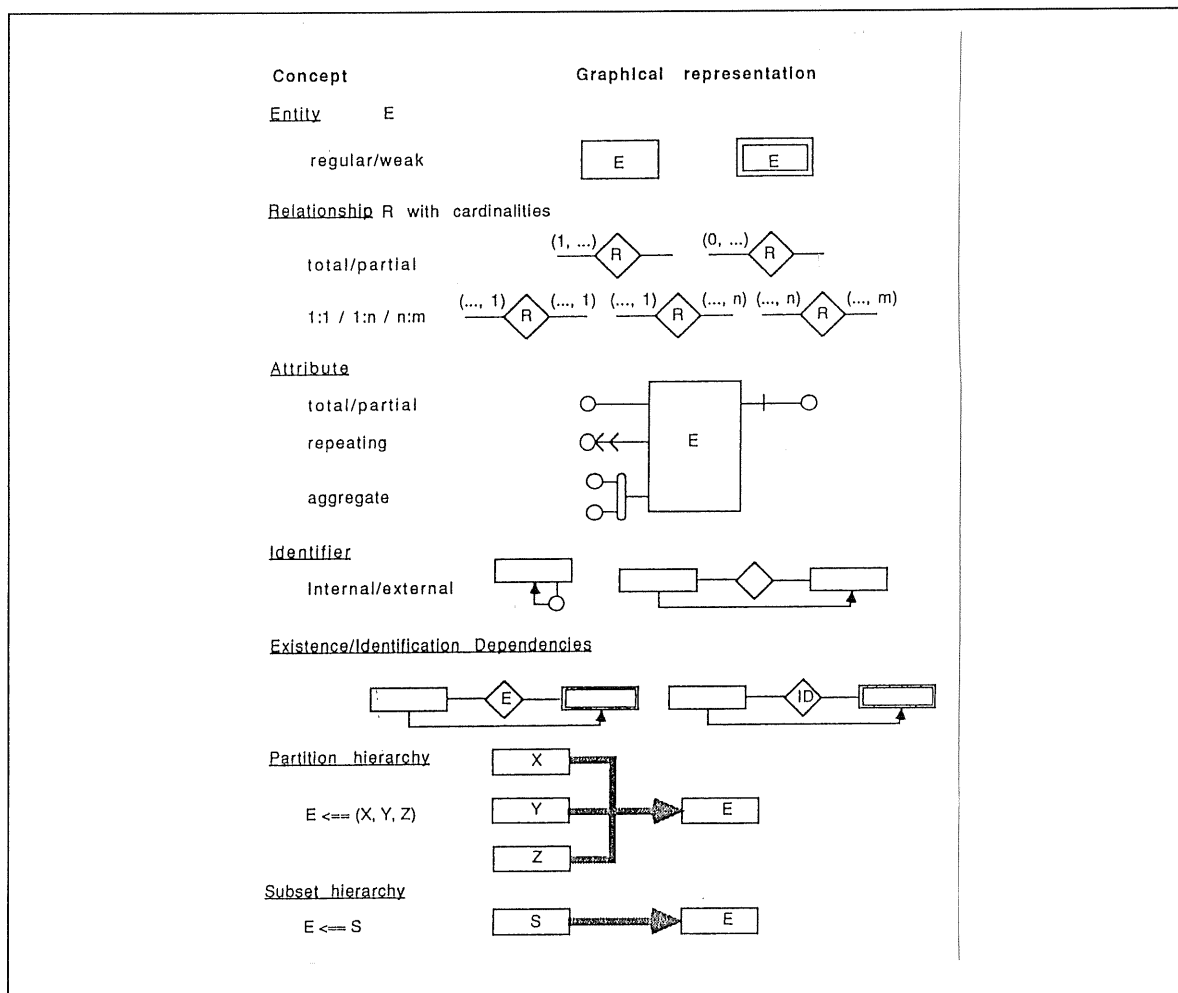 Concept Graphical representation
Entity E
regular/weak E E
Relationship R with cardinalities
(1, ...) (0, ...)
total/partial R R
(..., 1) (..., 1) (..., 1) (..., n) (..., n) (..., m)
1:1 / 1:n / n:m R R R
Attribute
total/partial
repeating E
aggregate
Identifier
Internal/external
Existence/Identification Dependencies
E ID
Partition hierarchy X
E <== (X, Y, Z) Y E
Z
Subset hierarchy
E <== S S E